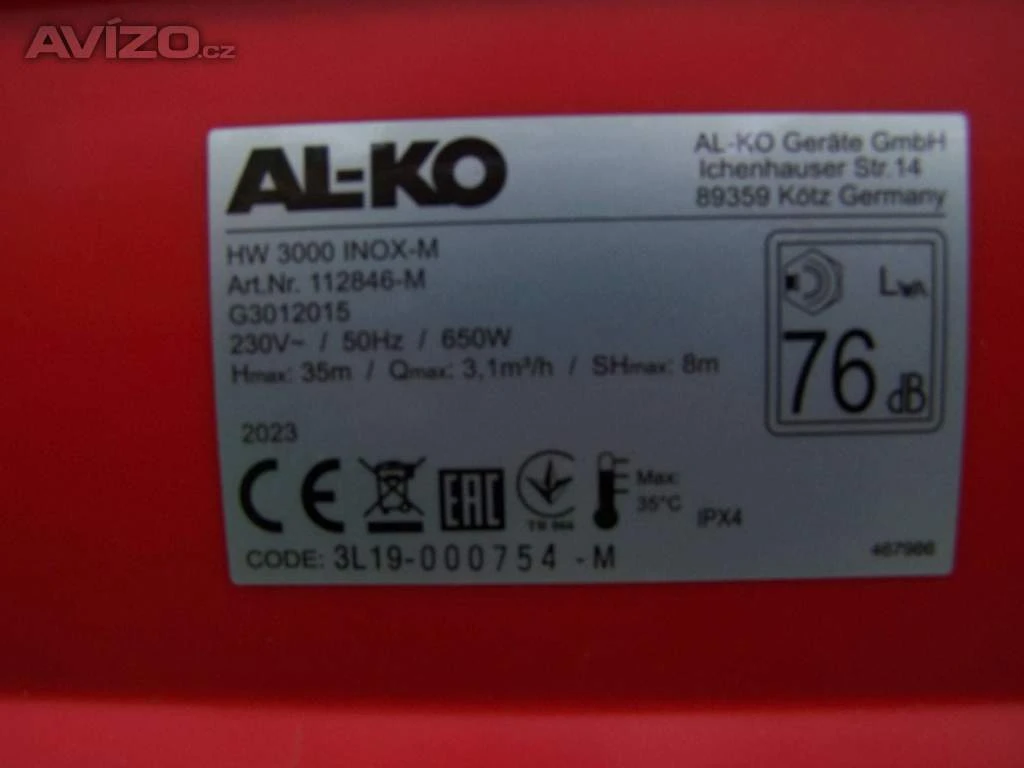 AVÍZO.cz
AL-KO
AL-KO Geräte GmbH
Ichenhauser Str.14
89359 Kötz Germany
HW 3000 INOX-M
Art.Nr. 112846-M
G3012015
230V~ / 50Hz / 650W
Hmax: 35m / Qmax: 3,1m³/h / SHmax: 8m
LWA
76 dB
2023
CE
EAC
Max:
35°C
IPX4
467986
CODE: 3L19-000754 -M